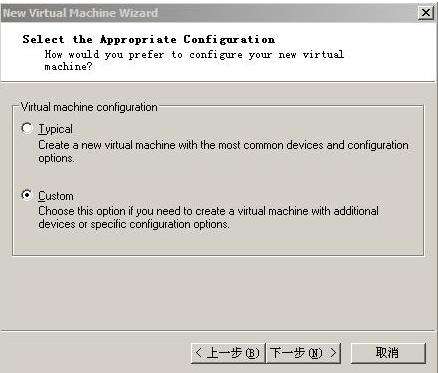 New Virtual Machine Wizard
Select the Appropriate Configuration
How would you prefer to configure your new virtual
machine?
Virtual machine configuration
Typical
Create a new virtual machine with the most common devices and configuration
options.
Custom
Choose this option if you need to create a virtual machine with additional
devices or specific configuration options.
< 上一步(B) 下一步(N) > 取消